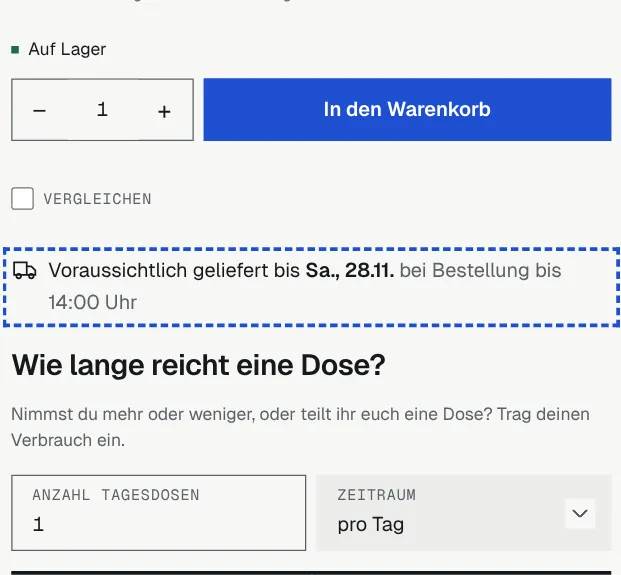 Auf Lager
− 1 + In den Warenkorb
VERGLEICHEN
Voraussichtlich geliefert bis Sa., 28.11. bei Bestellung bis
14:00 Uhr
Wie lange reicht eine Dose?
Nimmst du mehr oder weniger, oder teilt ihr euch eine Dose? Trag deinen
Verbrauch ein.
ANZAHL TAGESDOSEN ZEITRAUM
1 pro Tag